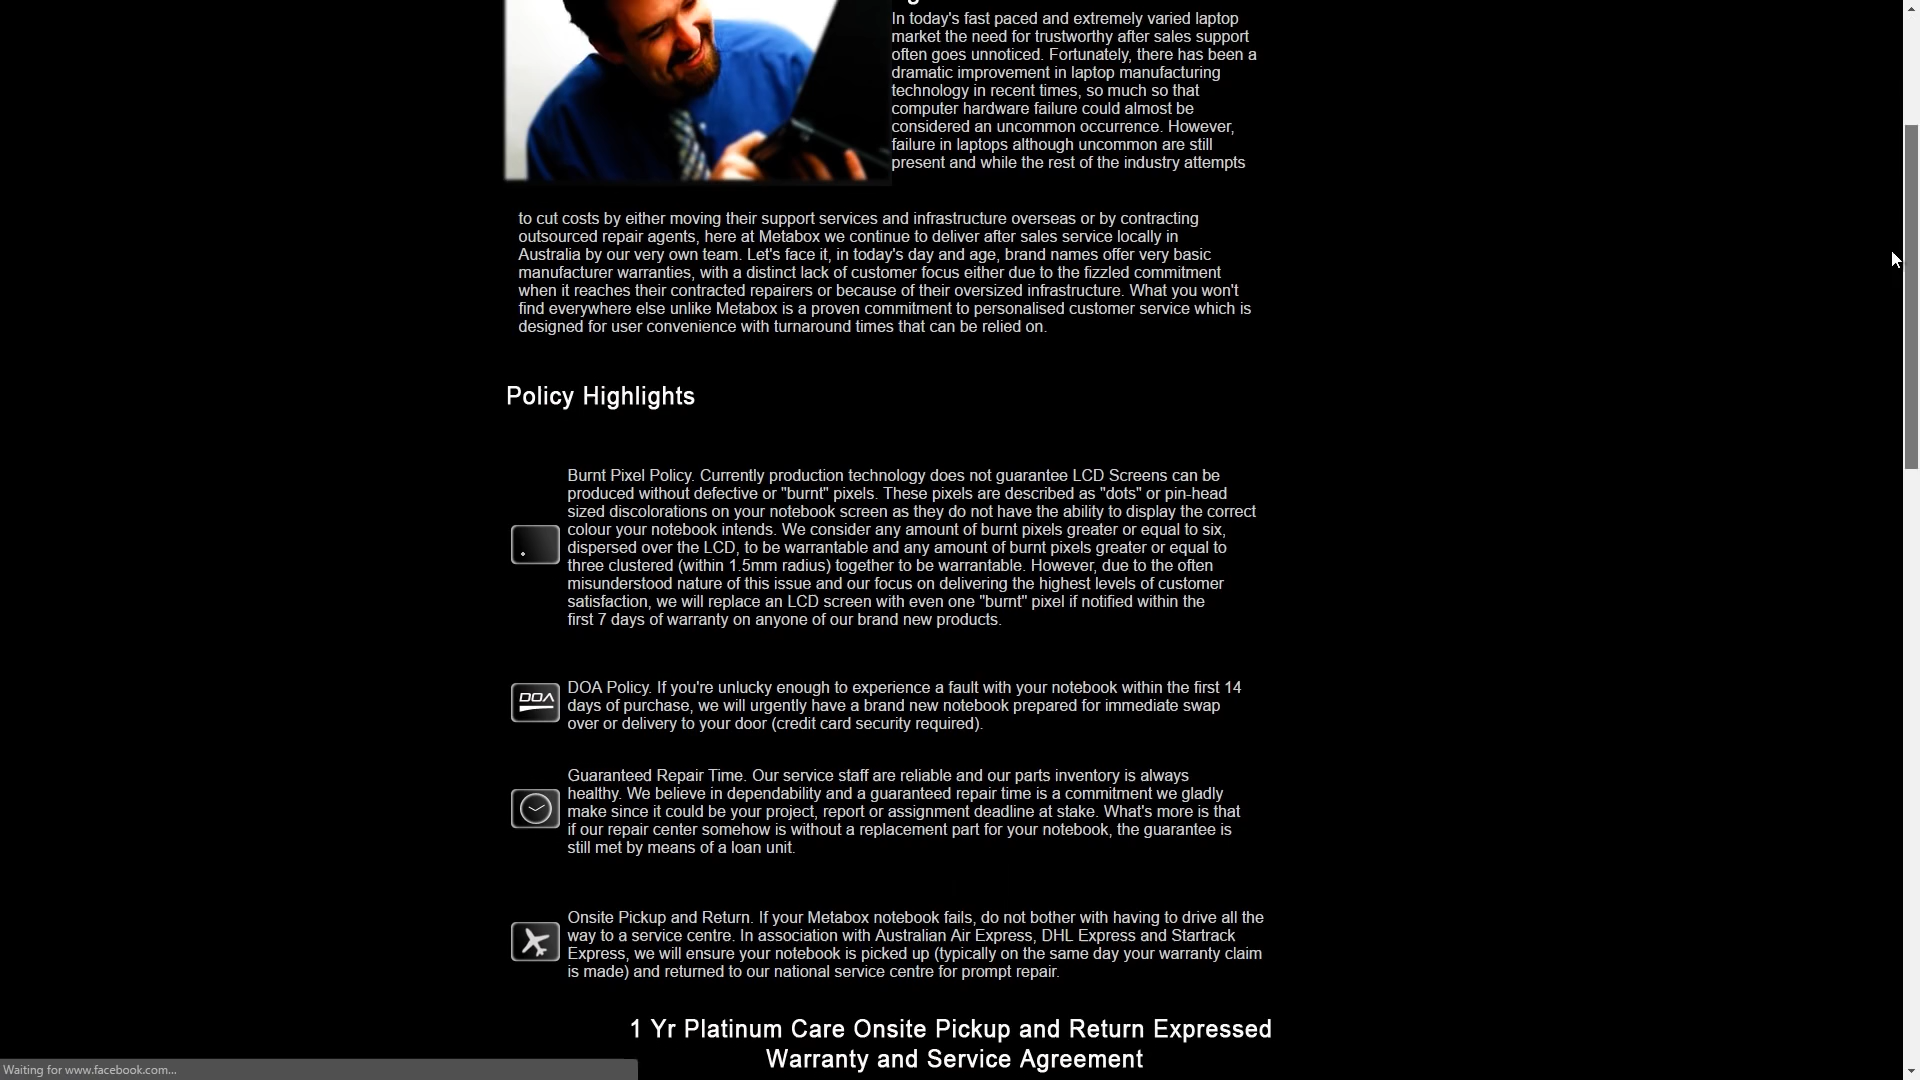 In today's fast paced and extremely varied laptop
market the need for trustworthy after sales support
often goes unnoticed. Fortunately, there has been a
dramatic improvement in laptop manufacturing
technology in recent times, so much so that
computer hardware failure could almost be
considered an uncommon occurrence. However,
failure in laptops although uncommon are still
present and while the rest of the industry attempts
to cut costs by either moving their support services and infrastructure overseas or by contracting
outsourced repair agents, here at Metabox we continue to deliver after sales service locally in
Australia by our very own team. Let's face it, in today's day and age, brand names offer very basic
manufacturer warranties, with a distinct lack of customer focus either due to the fizzled commitment
when it reaches their contracted repairers or because of their oversized infrastructure. What you won't
find everywhere else unlike Metabox is a proven commitment to personalised customer service which is
designed for user convenience with turnaround times that can be relied on.
Policy Highlights
Burnt Pixel Policy. Currently production technology does not guarantee LCD Screens can be
produced without defective or "burnt" pixels. These pixels are described as "dots" or pin-head
sized discolorations on your notebook screen as they do not have the ability to display the correct
colour your notebook intends. We consider any amount of burnt pixels greater or equal to six,
dispersed over the LCD, to be warrantable and any amount of burnt pixels greater or equal to
three clustered (within 1.5mm radius) together to be warrantable. However, due to the often
misunderstood nature of this issue and our focus on delivering the highest levels of customer
satisfaction, we will replace an LCD screen with even one "burnt" pixel if notified within the
first 7 days of warranty on anyone of our brand new products.
DOA
DOA Policy. If you're unlucky enough to experience a fault with your notebook within the first 14
days of purchase, we will urgently have a brand new notebook prepared for immediate swap
over or delivery to your door (credit card security required).
Guaranteed Repair Time. Our service staff are reliable and our parts inventory is always
healthy. We believe in dependability and a guaranteed repair time is a commitment we gladly
make since it could be your project, report or assignment deadline at stake. What's more is that
if our repair center somehow is without a replacement part for your notebook, the guarantee is
still met by means of a loan unit.
Onsite Pickup and Return. If your Metabox notebook fails, do not bother with having to drive all the
way to a service centre. In association with Australian Air Express, DHL Express and Startrack
Express, we will ensure your notebook is picked up (typically on the same day your warranty claim
is made) and returned to our national service centre for prompt repair.
1 Yr Platinum Care Onsite Pickup and Return Expressed
Warranty and Service Agreement
Waiting for www.facebook.com...